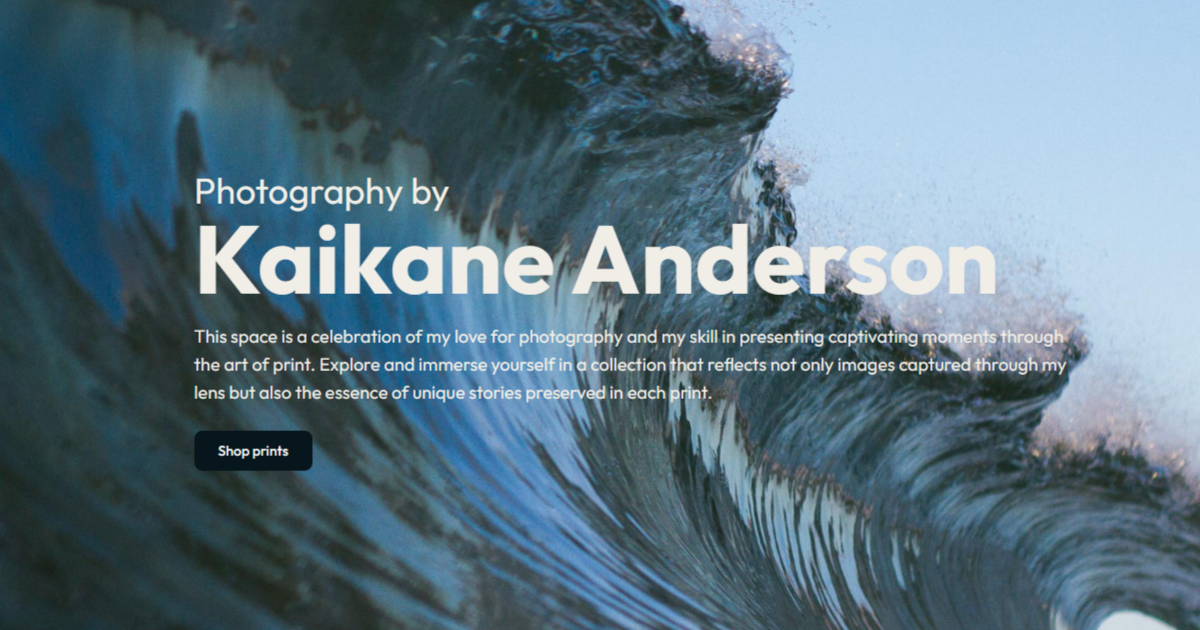 Photography by
Kaikane Anderson
This space is a celebration of my love for photography and my skill in presenting captivating moments through
the art of print. Explore and immerse yourself in a collection that reflects not only images captured through my
lens but also the essence of unique stories preserved in each print.
Shop prints